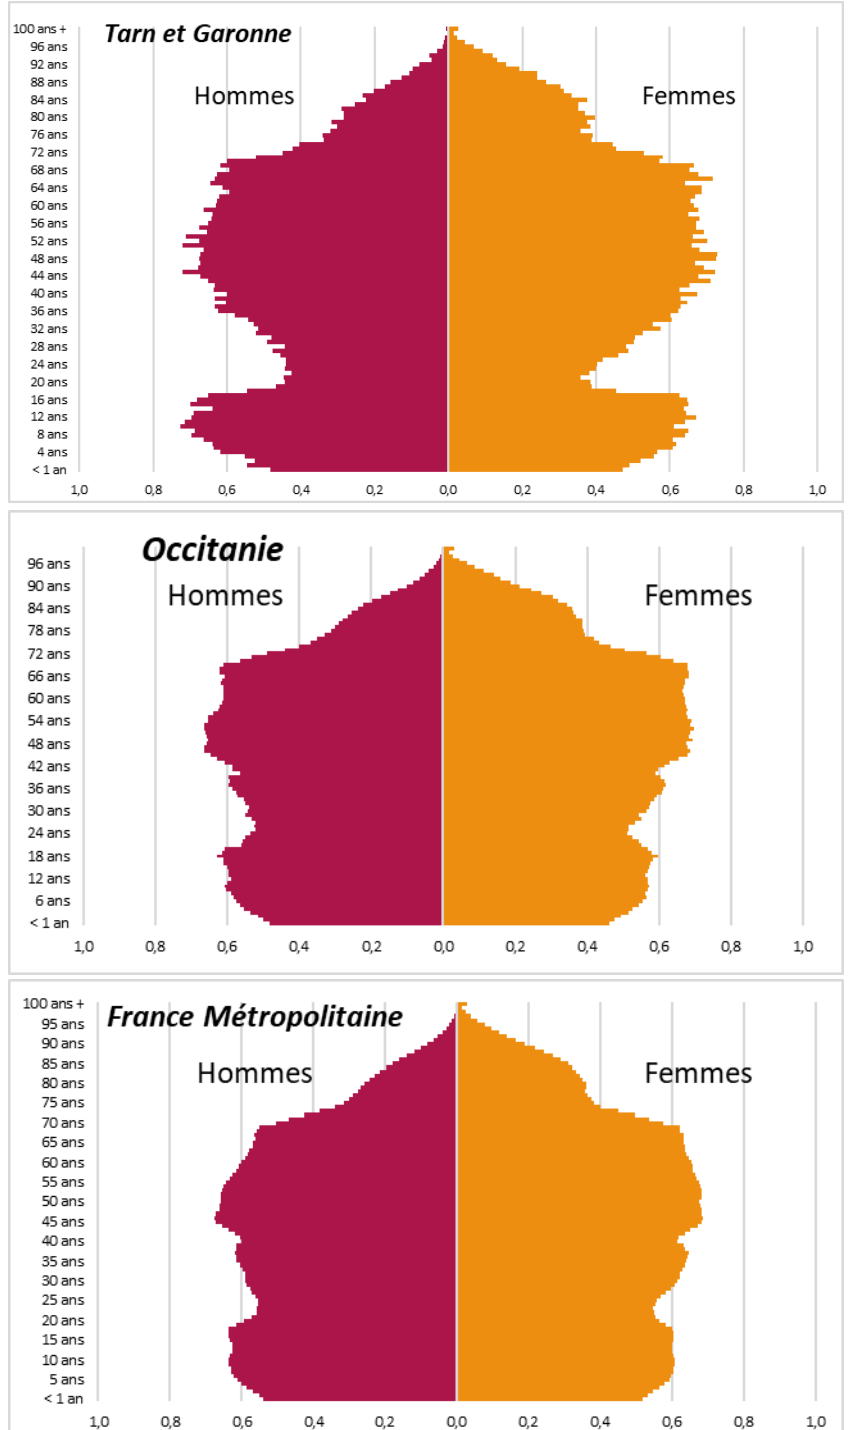 Tarn et Garonne
Hommes
Femmes
100 ans +
96 ans
92 ans
88 ans
84 ans
80 ans
76 ans
72 ans
68 ans
64 ans
60 ans
56 ans
52 ans
48 ans
44 ans
40 ans
36 ans
32 ans
28 ans
24 ans
20 ans
16 ans
12 ans
8 ans
4 ans
< 1 an
1,0 0,8 0,6 0,4 0,2 0,0 0,2 0,4 0,6 0,8 1,0
Occitanie
Hommes
Femmes
96 ans
90 ans
84 ans
78 ans
72 ans
66 ans
60 ans
54 ans
48 ans
42 ans
36 ans
30 ans
24 ans
18 ans
12 ans
6 ans
< 1 an
1,0 0,8 0,6 0,4 0,2 0,0 0,2 0,4 0,6 0,8 1,0
France Métropolitaine
Hommes
Femmes
100 ans +
95 ans
90 ans
85 ans
80 ans
75 ans
70 ans
65 ans
60 ans
55 ans
50 ans
45 ans
40 ans
35 ans
30 ans
25 ans
20 ans
15 ans
10 ans
5 ans
< 1 an
1,0 0,8 0,6 0,4 0,2 0,0 0,2 0,4 0,6 0,8 1,0